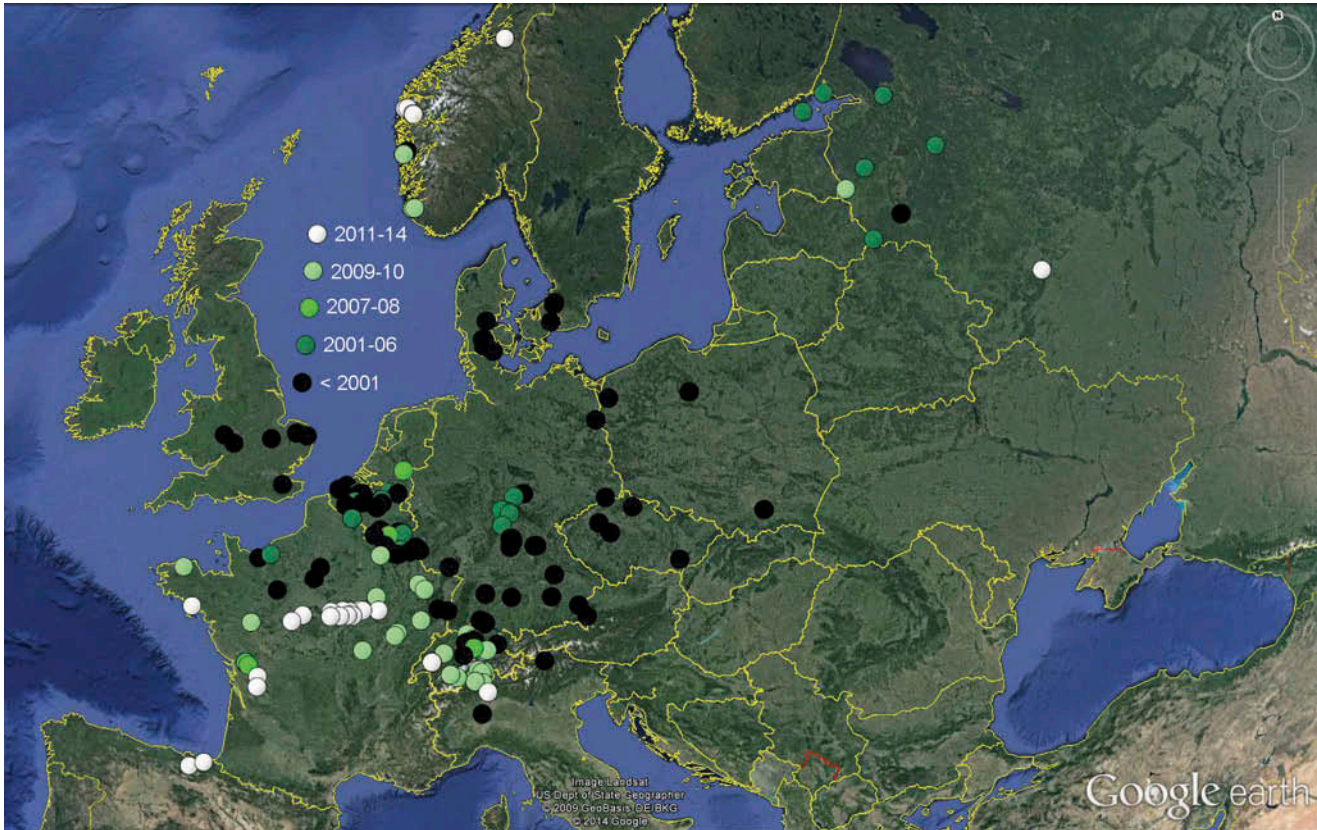 N
2011-14
2009-10
2007-08
2001-06
< 2001
Image Landsat
US Dept of State Geographer
© 2009 GeoBasis-DE/BKG
© 2014 Google
Google earth